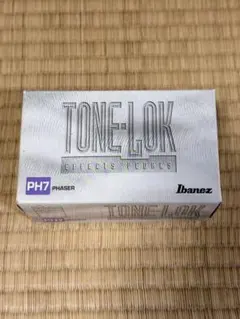 TONE-LOK
EFFECTS PEDALS
PH7 PHASER
Ibanez
TONE-LOK